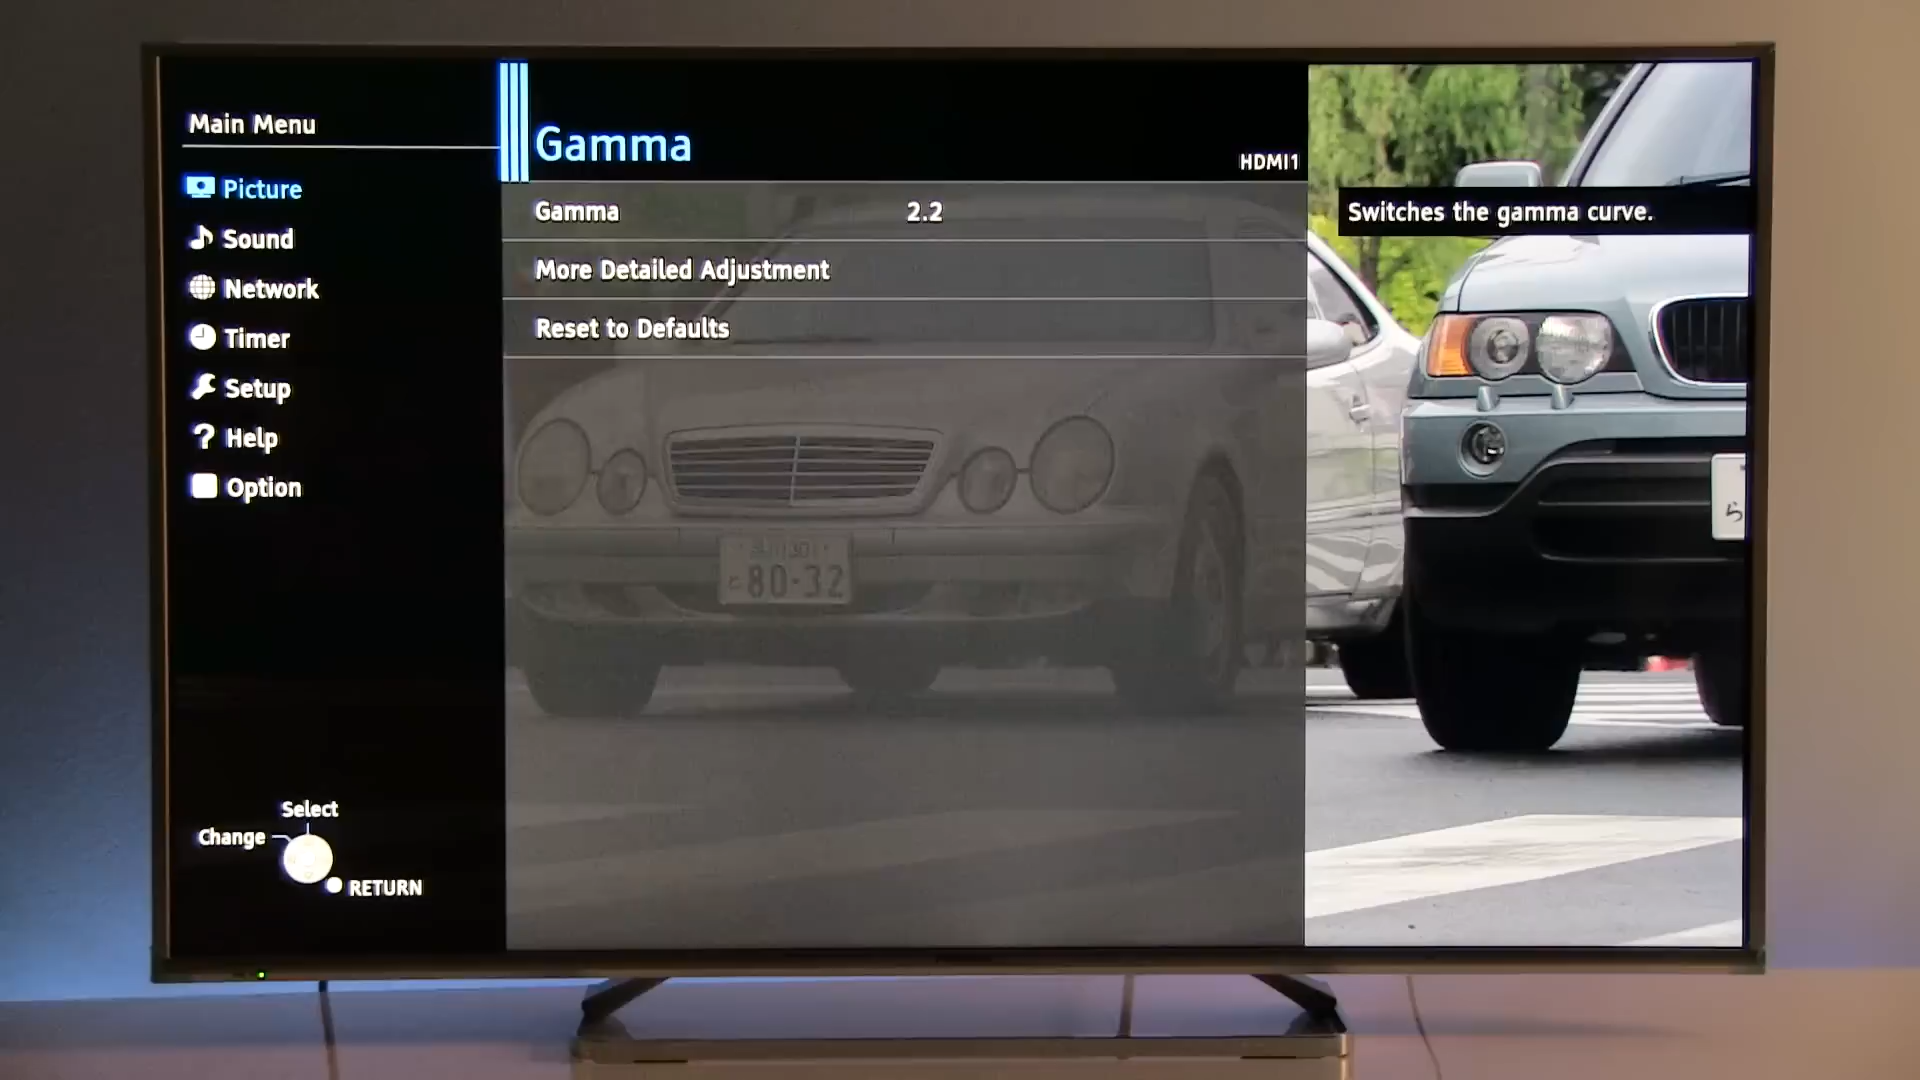 Main Menu
Picture
Sound
Network
Timer
Setup
Help
Option
Select
Change
RETURN
Gamma
HDMI1
Gamma 2.2
More Detailed Adjustment
Reset to Defaults
Switches the gamma curve.
80-32
ら